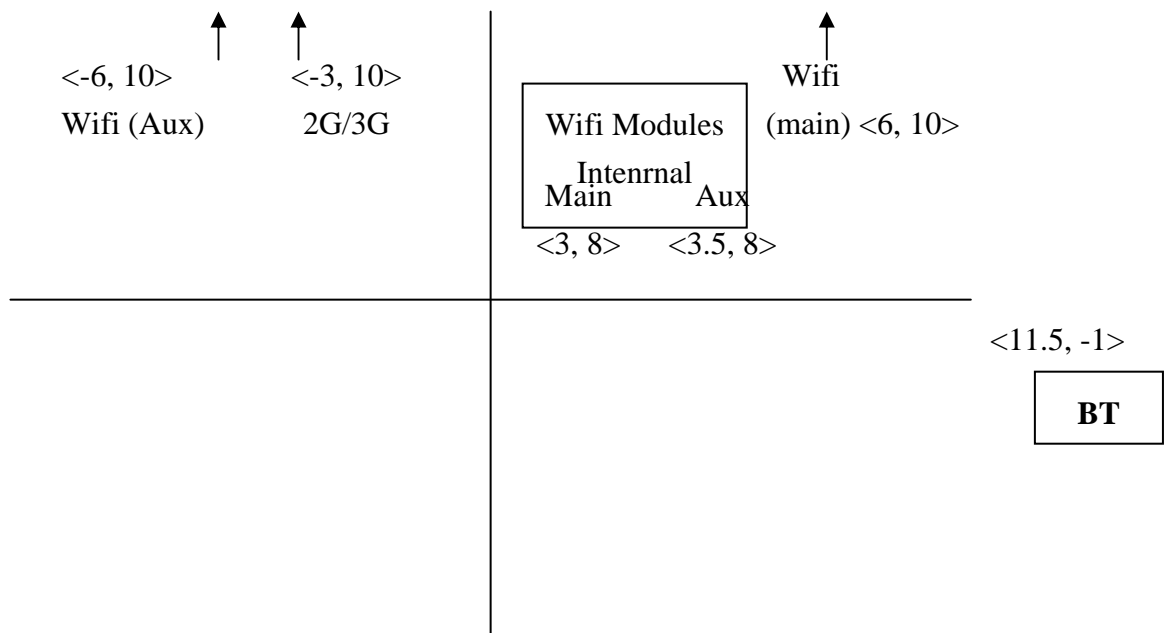 <-6, 10>
Wifi (Aux)
<-3, 10>
2G/3G
Wifi Modules
Intenrnal
Main Aux
<3, 8> <3.5, 8>
Wifi
(main) <6, 10>
<11.5, -1>
BT